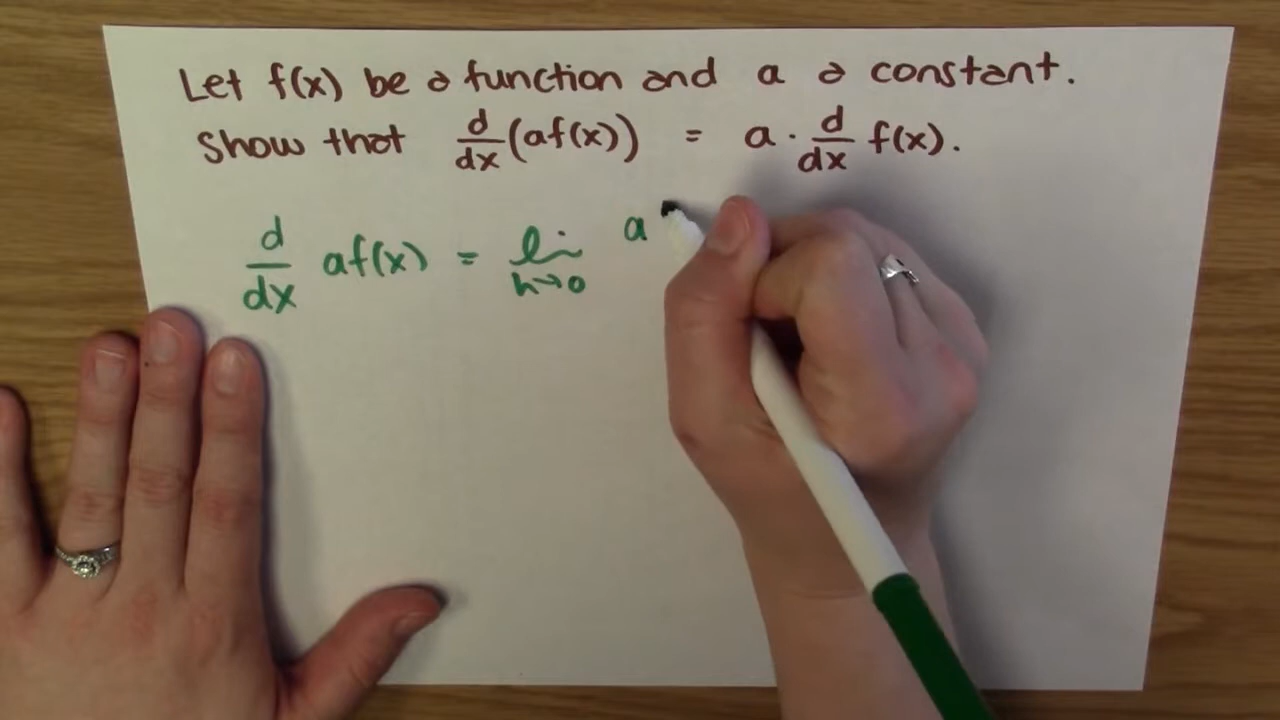 Let f(x) be a function and a a constant.
Show that d/dx (af(x)) = a · d/dx f(x).
d/dx af(x) = lim h→0 a